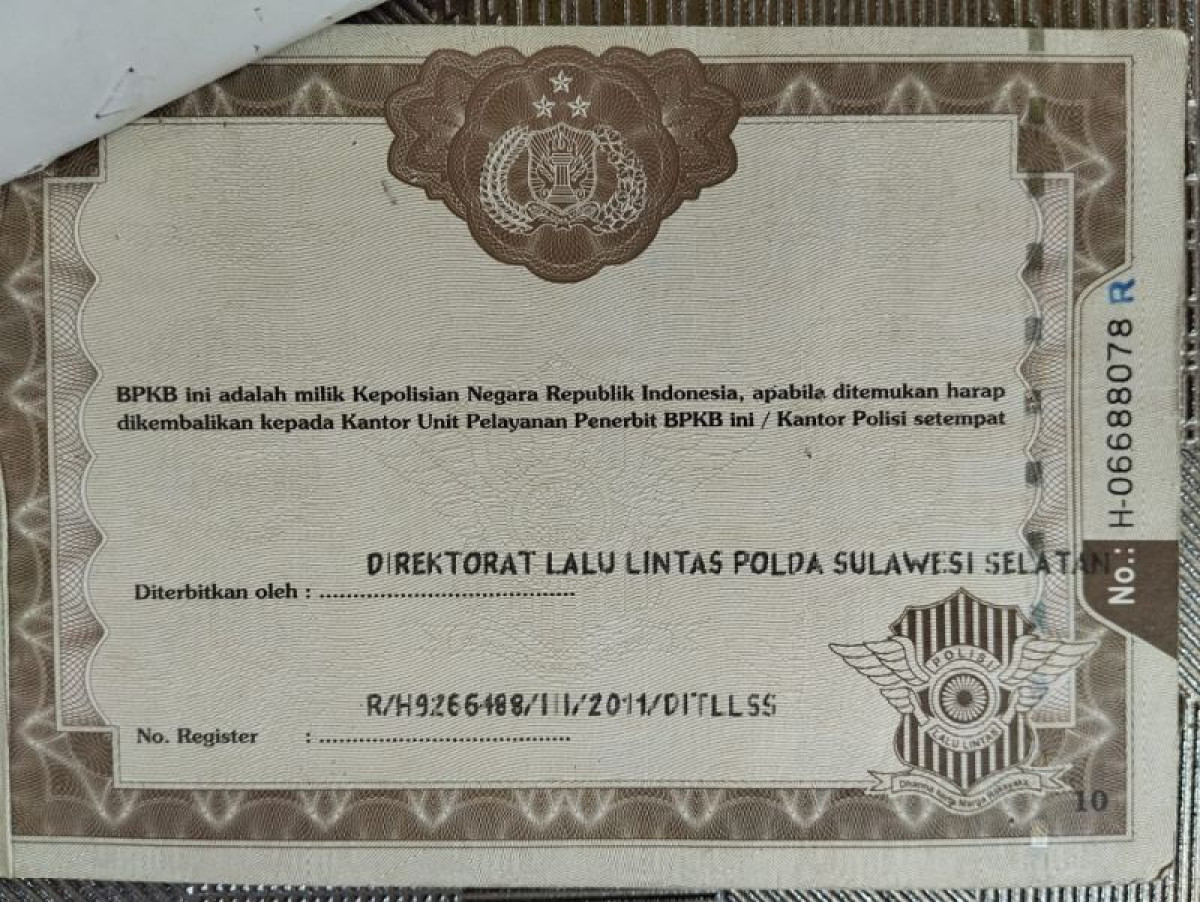 BPKB ini adalah milik Kepolisian Negara Republik Indonesia, apabila ditemukan harap
dikembalikan kepada Kantor Unit Pelayanan Penerbit BPKB ini / Kantor Polisi setempat
DIREKTORAT LALU LINTAS POLDA SULAWESI SELATAN
Diterbitkan oleh : ......................................
R/H9266488/III/2011/DITLLSS
No. Register : ......................................
No.: H-06688078 R
POLISI
LALU LINTAS
10